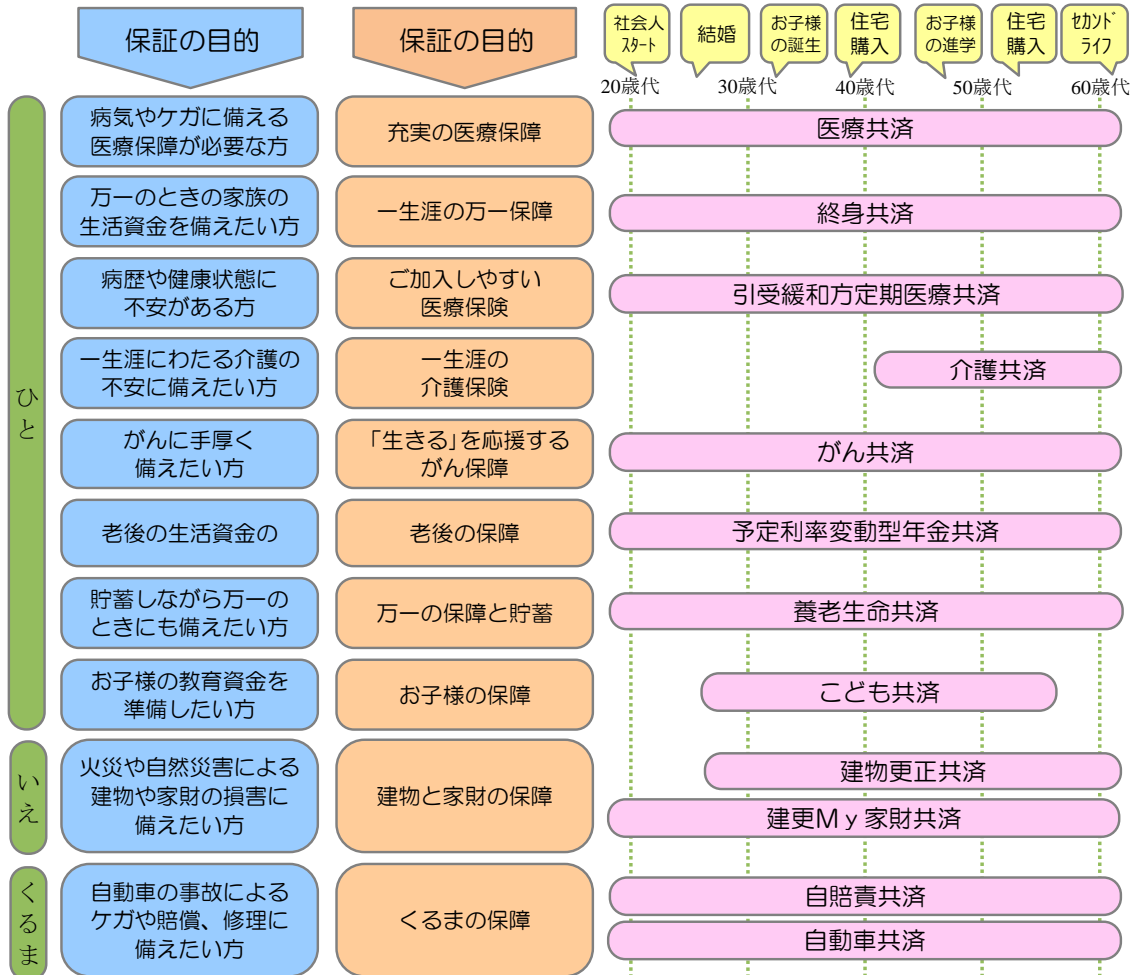 保証の目的
保証の目的
社会人
スタート
結婚
お子様
の誕生
住宅
購入
お子様
の進学
住宅
購入
セカンド
ライフ
20歳代
30歳代
40歳代
50歳代
60歳代
ひと
病気やケガに備える
医療保障が必要な方
充実の医療保障
医療共済
万一のときの家族の
生活資金を備えたい方
一生涯の万一保障
終身共済
病歴や健康状態に
不安がある方
ご加入しやすい
医療保険
引受緩和方定期医療共済
一生涯にわたる介護の
不安に備えたい方
一生涯の
介護保険
介護共済
がんに手厚く
備えたい方
「生きる」を応援する
がん保障
がん共済
老後の生活資金の
老後の保障
予定利率変動型年金共済
貯蓄しながら万一の
ときにも備えたい方
万一の保障と貯蓄
養老生命共済
お子様の教育資金を
準備したい方
お子様の保障
こども共済
いえ
火災や自然災害による
建物や家財の損害に
備えたい方
建物と家財の保障
建物更正共済
建更Ｍｙ家財共済
くるま
自動車の事故による
ケガや賠償、修理に
備えたい方
くるまの保障
自賠責共済
自動車共済